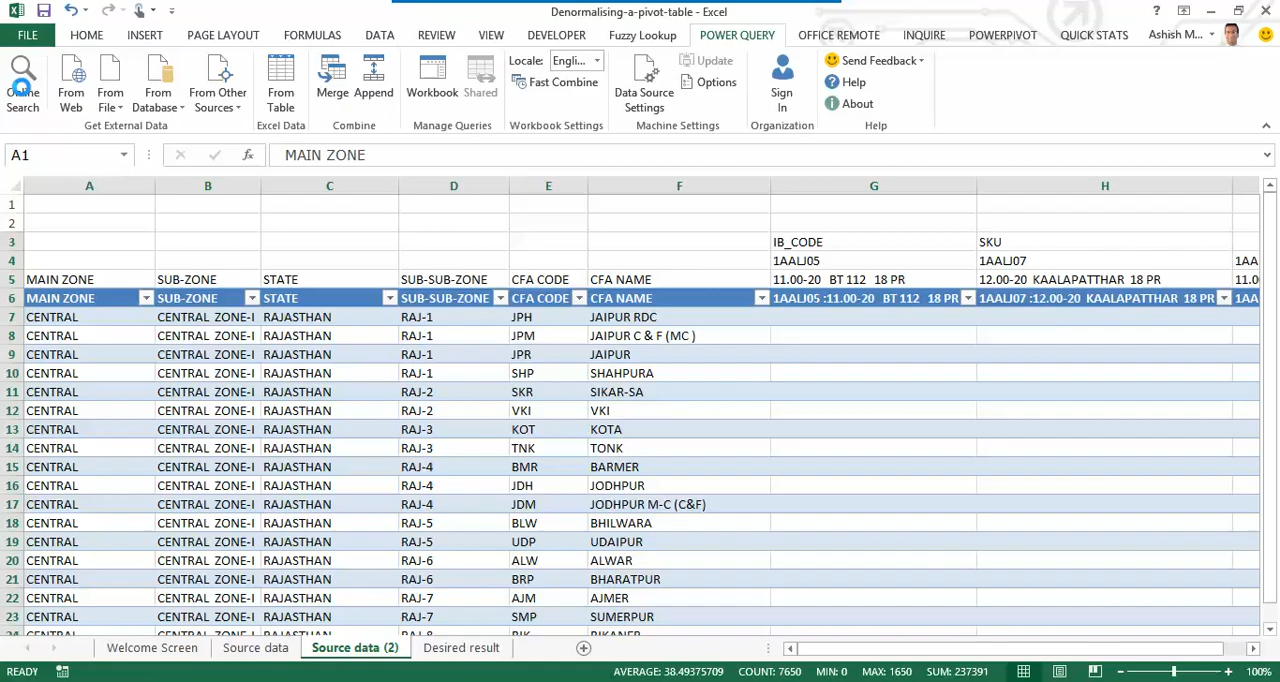 Denormalising-a-pivot-table - Excel
FILE HOME INSERT PAGE LAYOUT FORMULAS DATA REVIEW VIEW DEVELOPER Fuzzy Lookup POWER QUERY OFFICE REMOTE INQUIRE POWERPIVOT QUICK STATS Ashish M...
Online Search
From Web
From File
From Database
From Other Sources
Get External Data
From Table
Excel Data
Merge
Append
Combine
Workbook
Shared
Manage Queries
Locale: Engli...
Fast Combine
Workbook Settings
Data Source Settings
Update
Options
Machine Settings
Sign In
Organization
Send Feedback
Help
About
Help
A1 fx MAIN ZONE
A B C D E F G H
1
2
3 IB_CODE SKU
4 1AALJ05 1AALJ07 1AA
5 MAIN ZONE SUB-ZONE STATE SUB-SUB-ZONE CFA CODE CFA NAME 11.00-20 BT 112 18 PR 12.00-20 KAALAPATTHAR 18 PR 11.0
6 MAIN ZONE SUB-ZONE STATE SUB-SUB-ZONE CFA CODE CFA NAME 1AALJ05 :11.00-20 BT 112 18 PR 1AALJ07 :12.00-20 KAALAPATTHAR 18 PR 1AA
7 CENTRAL CENTRAL ZONE-I RAJASTHAN RAJ-1 JPH JAIPUR RDC
8 CENTRAL CENTRAL ZONE-I RAJASTHAN RAJ-1 JPM JAIPUR C & F (MC )
9 CENTRAL CENTRAL ZONE-I RAJASTHAN RAJ-1 JPR JAIPUR
10 CENTRAL CENTRAL ZONE-I RAJASTHAN RAJ-1 SHP SHAHPURA
11 CENTRAL CENTRAL ZONE-I RAJASTHAN RAJ-2 SKR SIKAR-SA
12 CENTRAL CENTRAL ZONE-I RAJASTHAN RAJ-2 VKI VKI
13 CENTRAL CENTRAL ZONE-I RAJASTHAN RAJ-3 KOT KOTA
14 CENTRAL CENTRAL ZONE-I RAJASTHAN RAJ-3 TNK TONK
15 CENTRAL CENTRAL ZONE-I RAJASTHAN RAJ-4 BMR BARMER
16 CENTRAL CENTRAL ZONE-I RAJASTHAN RAJ-4 JDH JODHPUR
17 CENTRAL CENTRAL ZONE-I RAJASTHAN RAJ-4 JDM JODHPUR M-C (C&F)
18 CENTRAL CENTRAL ZONE-I RAJASTHAN RAJ-5 BLW BHILWARA
19 CENTRAL CENTRAL ZONE-I RAJASTHAN RAJ-5 UDP UDAIPUR
20 CENTRAL CENTRAL ZONE-I RAJASTHAN RAJ-6 ALW ALWAR
21 CENTRAL CENTRAL ZONE-I RAJASTHAN RAJ-6 BRP BHARATPUR
22 CENTRAL CENTRAL ZONE-I RAJASTHAN RAJ-7 AJM AJMER
23 CENTRAL CENTRAL ZONE-I RAJASTHAN RAJ-7 SMP SUMERPUR
24 CENTRAL CENTRAL ZONE-I RAJASTHAN RAJ-8 BIK BIKANER
Welcome Screen Source data Source data (2) Desired result
READY AVERAGE: 38.49375709 COUNT: 7650 MIN: 0 MAX: 1650 SUM: 237391 100%